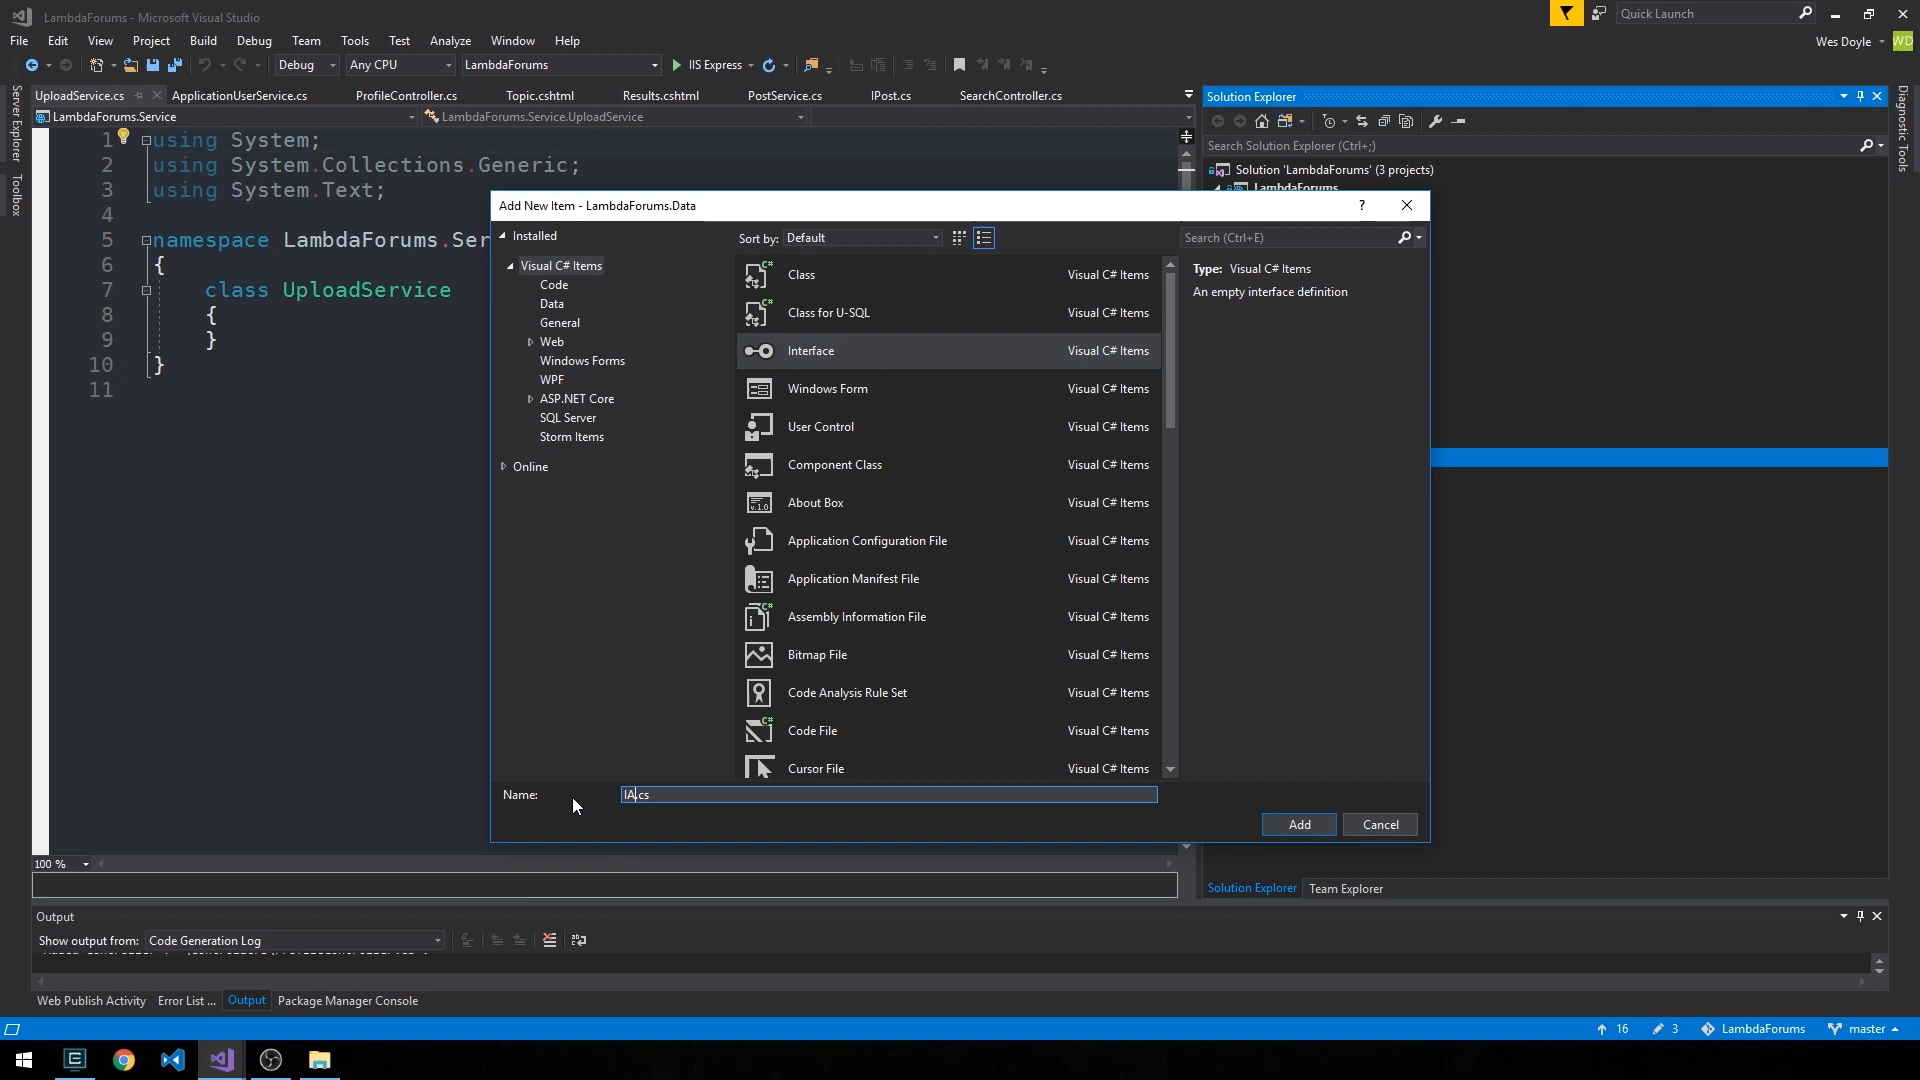 LambdaForums - Microsoft Visual Studio
Quick Launch
File Edit View Project Build Debug Team Tools Test Analyze Window Help
Wes Doyle WD
Debug Any CPU LambdaForums IIS Express
UploadService.cs ApplicationUserService.cs ProfileController.cs Topic.cshtml Results.cshtml PostService.cs IPost.cs SearchController.cs
LambdaForums.Service LambdaForums.Service.UploadService
Server Explorer
Toolbox
1 using System;
2 using System.Collections.Generic;
3 using System.Text;
4
5 namespace LambdaForums.Ser
6 {
7 class UploadService
8 {
9 }
10 }
11
Solution Explorer
Search Solution Explorer (Ctrl+;)
Solution 'LambdaForums' (3 projects)
LambdaForums
Diagnostic Tools
Add New Item - LambdaForums.Data
?
Installed
Visual C# Items
Code
Data
General
Web
Windows Forms
WPF
ASP.NET Core
SQL Server
Storm Items
Online
Sort by: Default
Search (Ctrl+E)
Class Visual C# Items
Class for U-SQL Visual C# Items
Interface Visual C# Items
Windows Form Visual C# Items
User Control Visual C# Items
Component Class Visual C# Items
About Box Visual C# Items
Application Configuration File Visual C# Items
Application Manifest File Visual C# Items
Assembly Information File Visual C# Items
Bitmap File Visual C# Items
Code Analysis Rule Set Visual C# Items
Code File Visual C# Items
Cursor File Visual C# Items
Type: Visual C# Items
An empty interface definition
Name: IA.cs
Add Cancel
100 %
Solution Explorer Team Explorer
Output
Show output from: Code Generation Log
Web Publish Activity Error List ... Output Package Manager Console
16 3 LambdaForums master